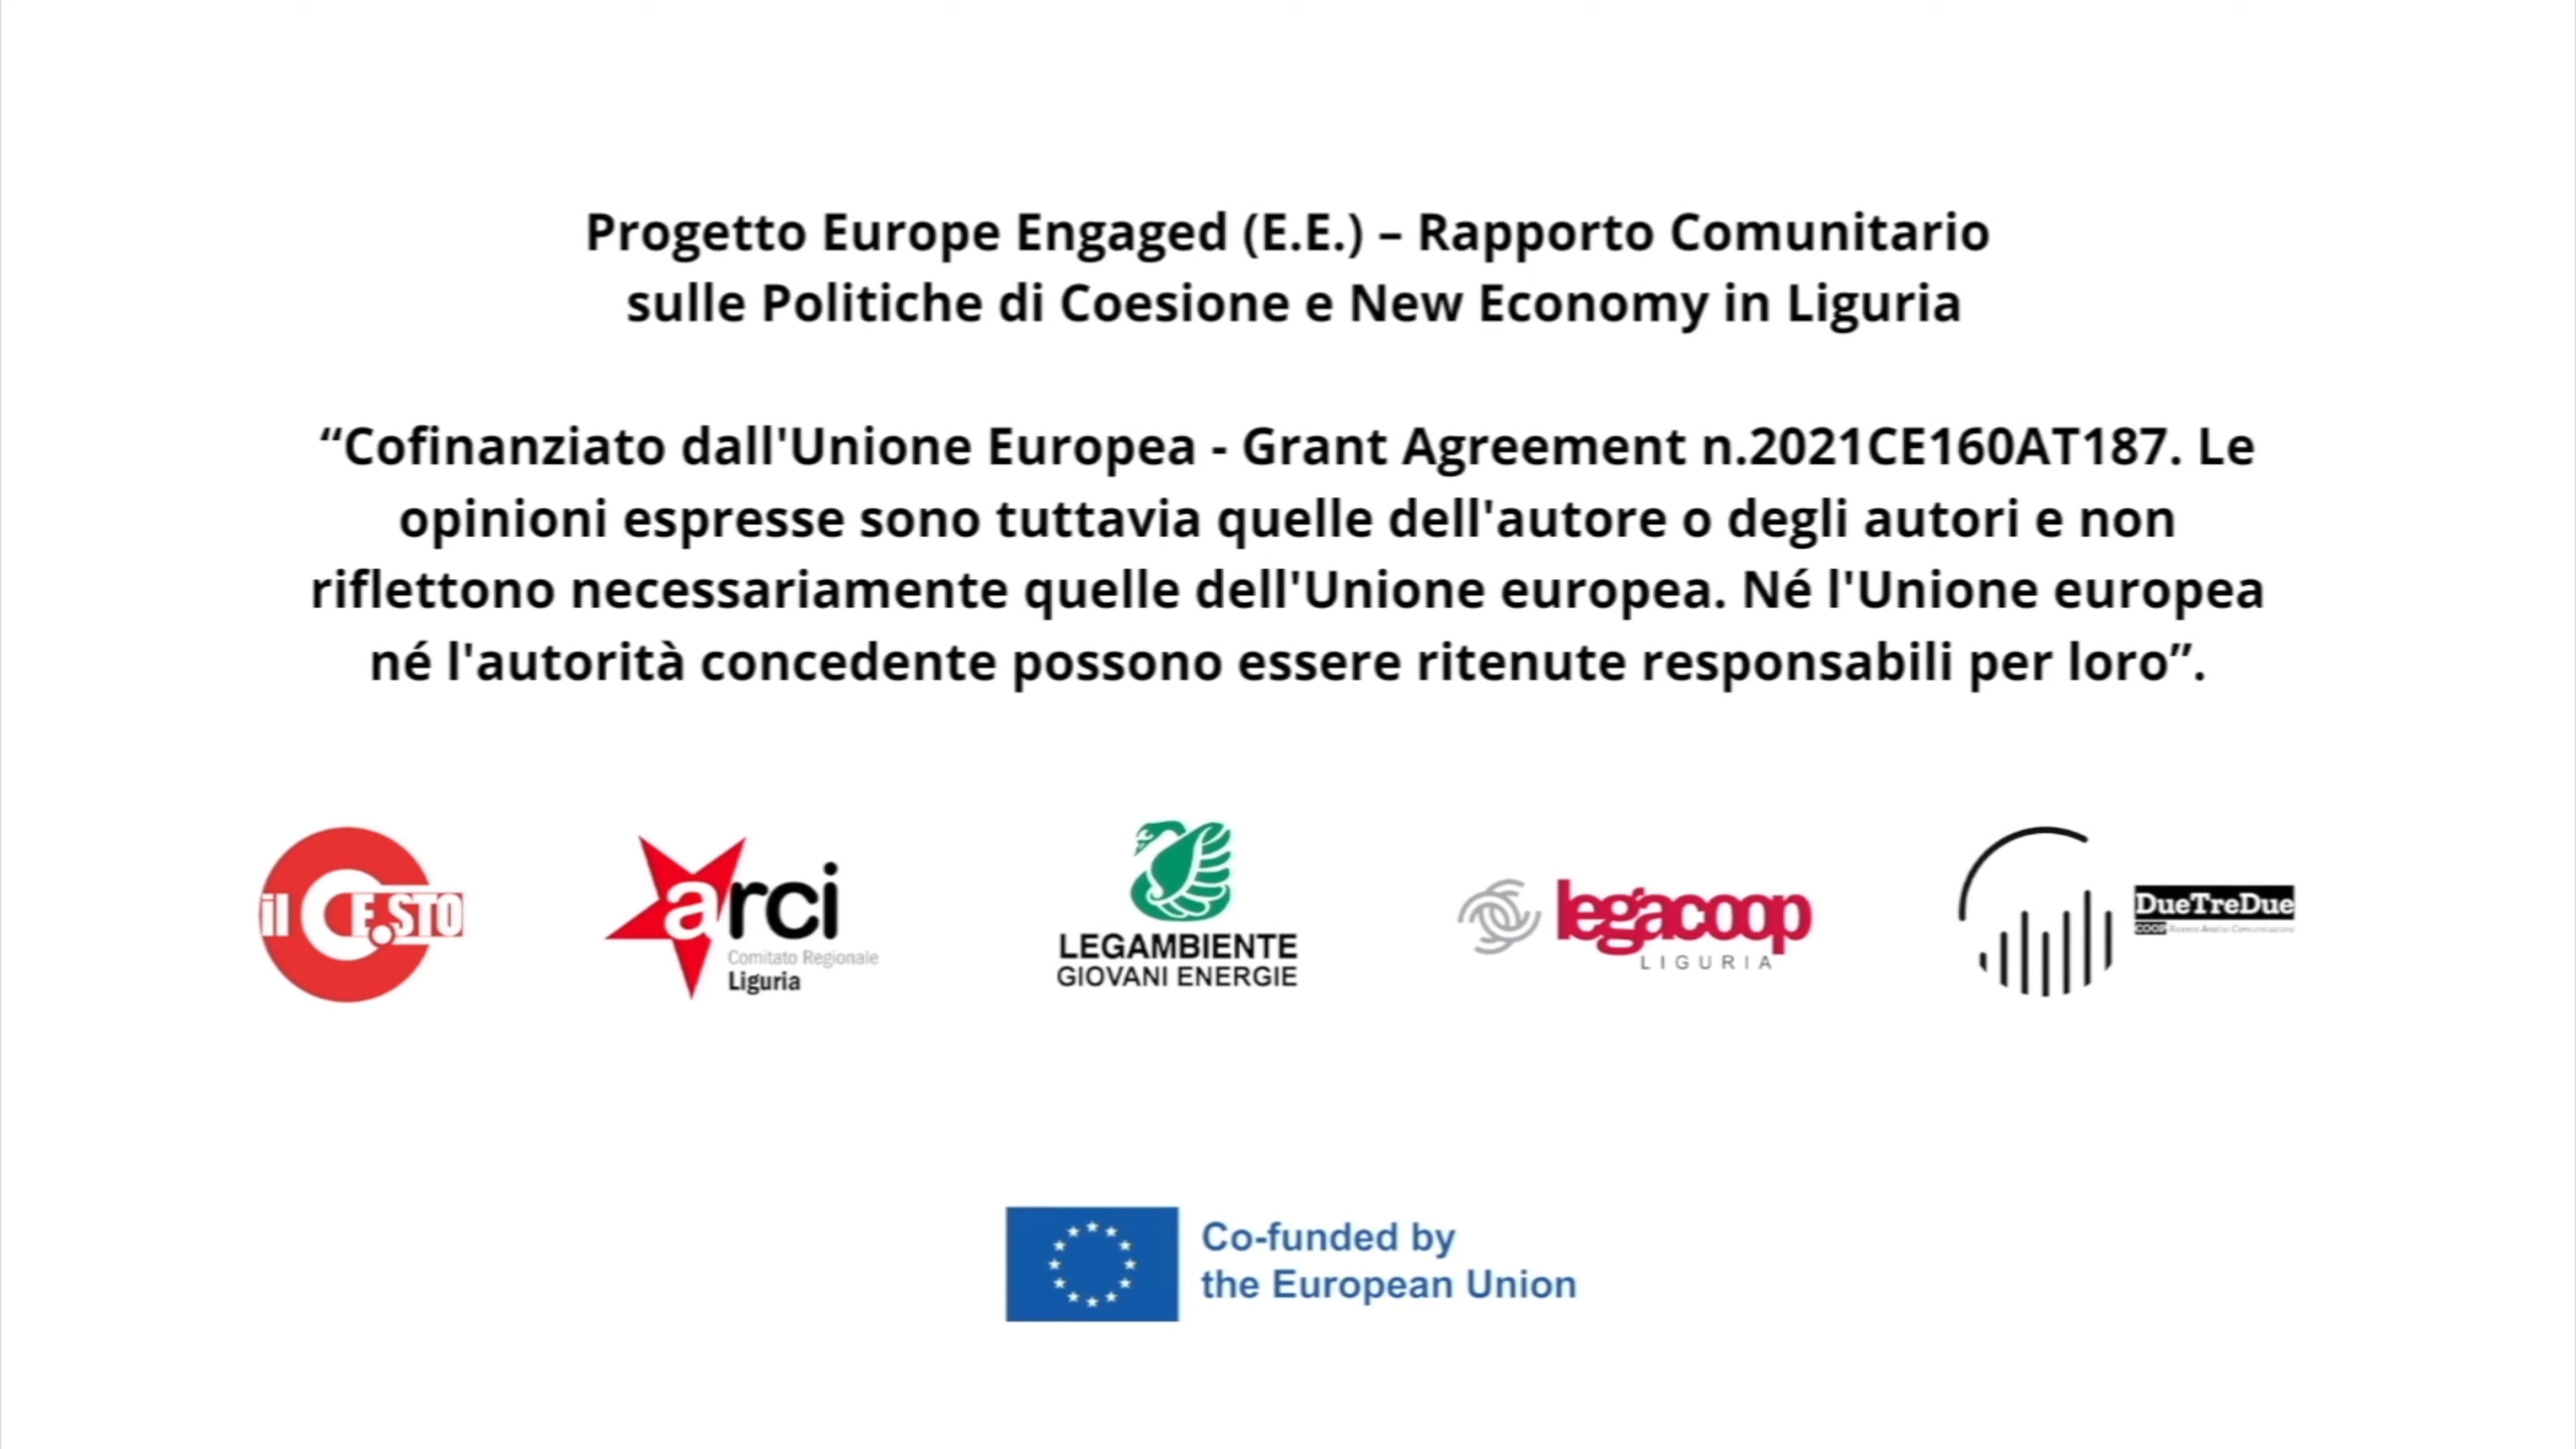 Progetto Europe Engaged (E.E.) – Rapporto Comunitario
sulle Politiche di Coesione e New Economy in Liguria
“Cofinanziato dall'Unione Europea - Grant Agreement n.2021CE160AT187. Le
opinioni espresse sono tuttavia quelle dell'autore o degli autori e non
riflettono necessariamente quelle dell'Unione europea. Né l'Unione europea
né l'autorità concedente possono essere ritenute responsabili per loro”.
il CE.STO
arci
Comitato Regionale
Liguria
LEGAMBIENTE
GIOVANI ENERGIE
legacoop
LIGURIA
DueTreDue
COOP
Co-funded by
the European Union